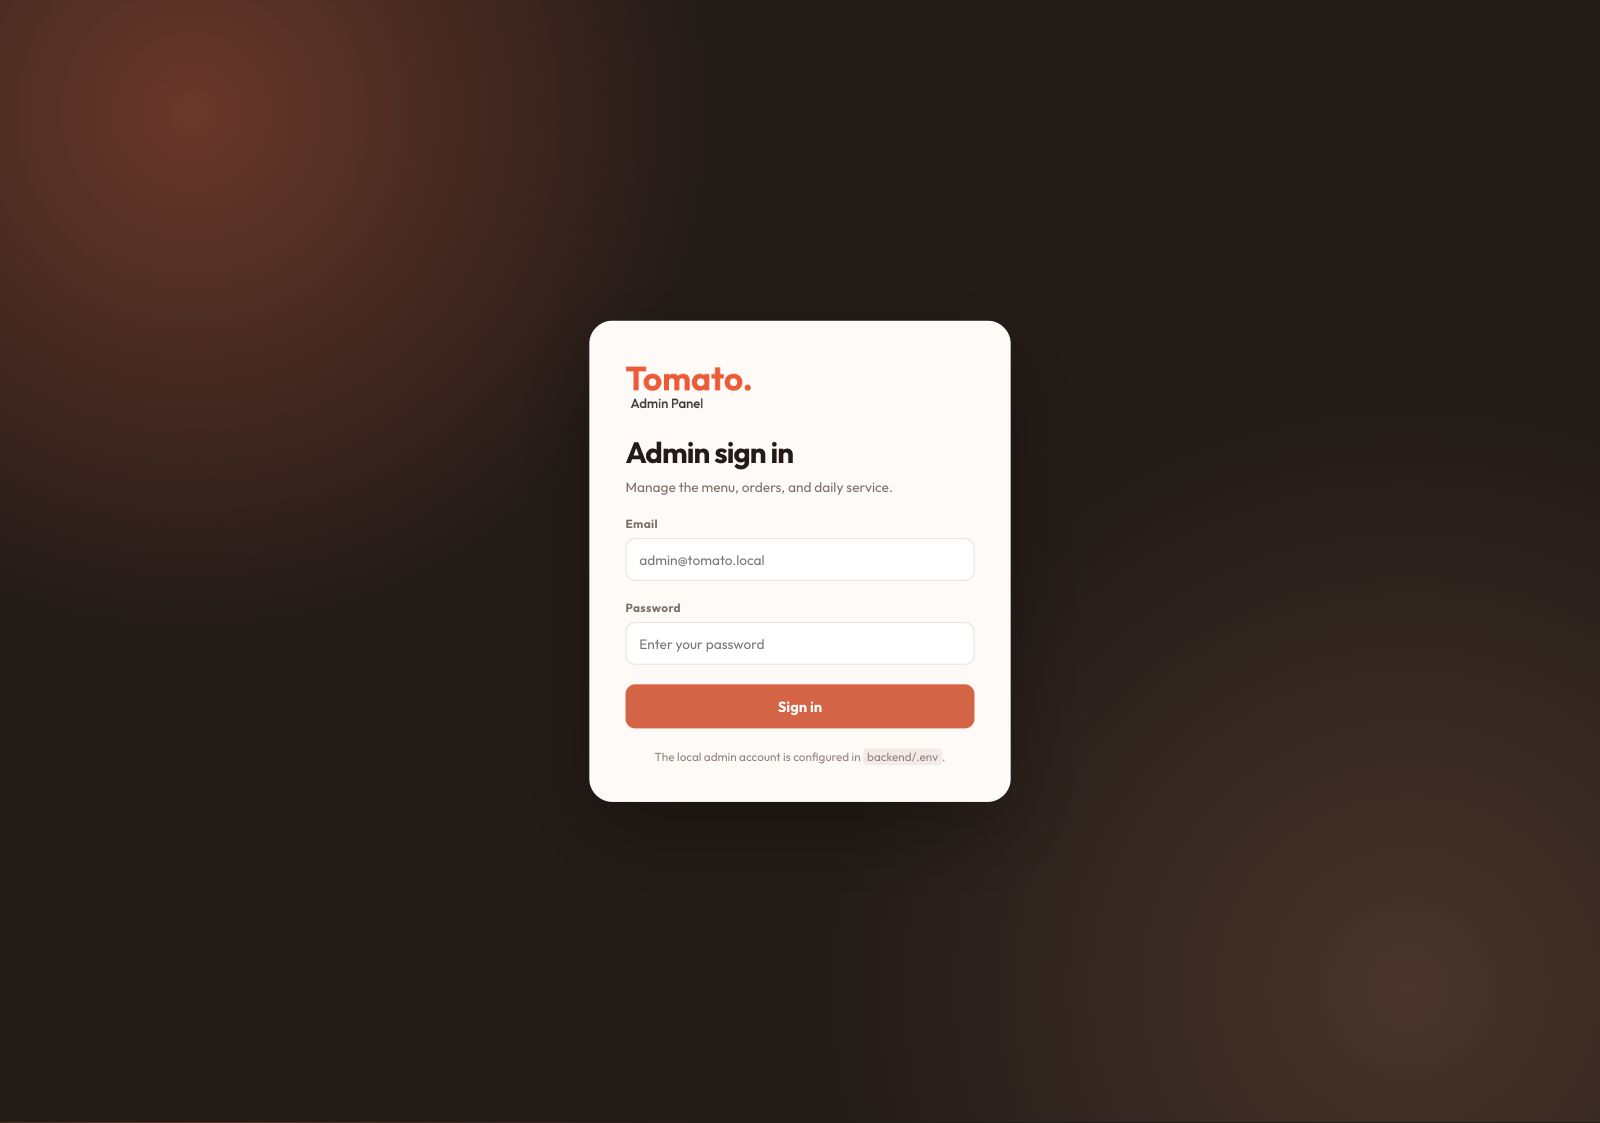 Tomato.
Admin Panel
Admin sign in
Manage the menu, orders, and daily service.
Email
admin@tomato.local
Password
Enter your password
Sign in
The local admin account is configured in backend/.env.